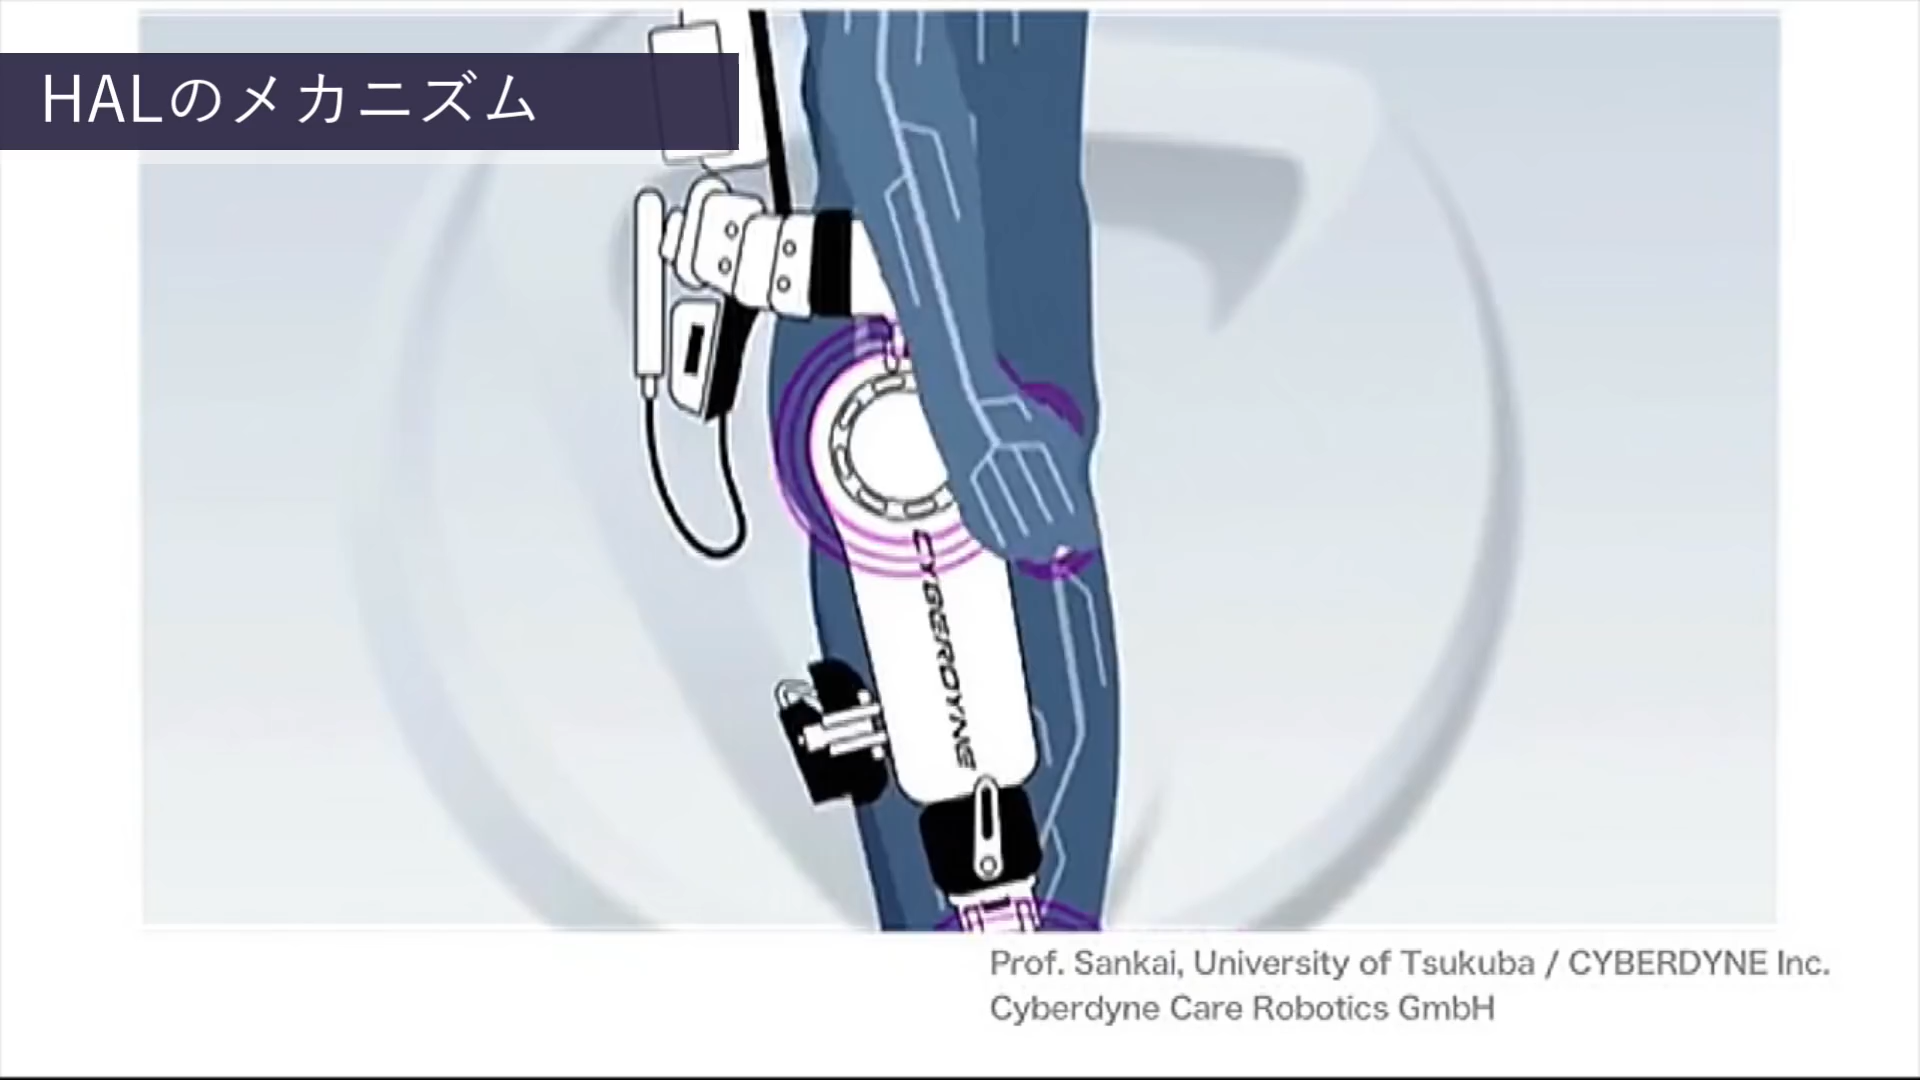 HALのメカニズム
CYBERDYNE
Prof. Sankai, University of Tsukuba / CYBERDYNE Inc.
Cyberdyne Care Robotics GmbH